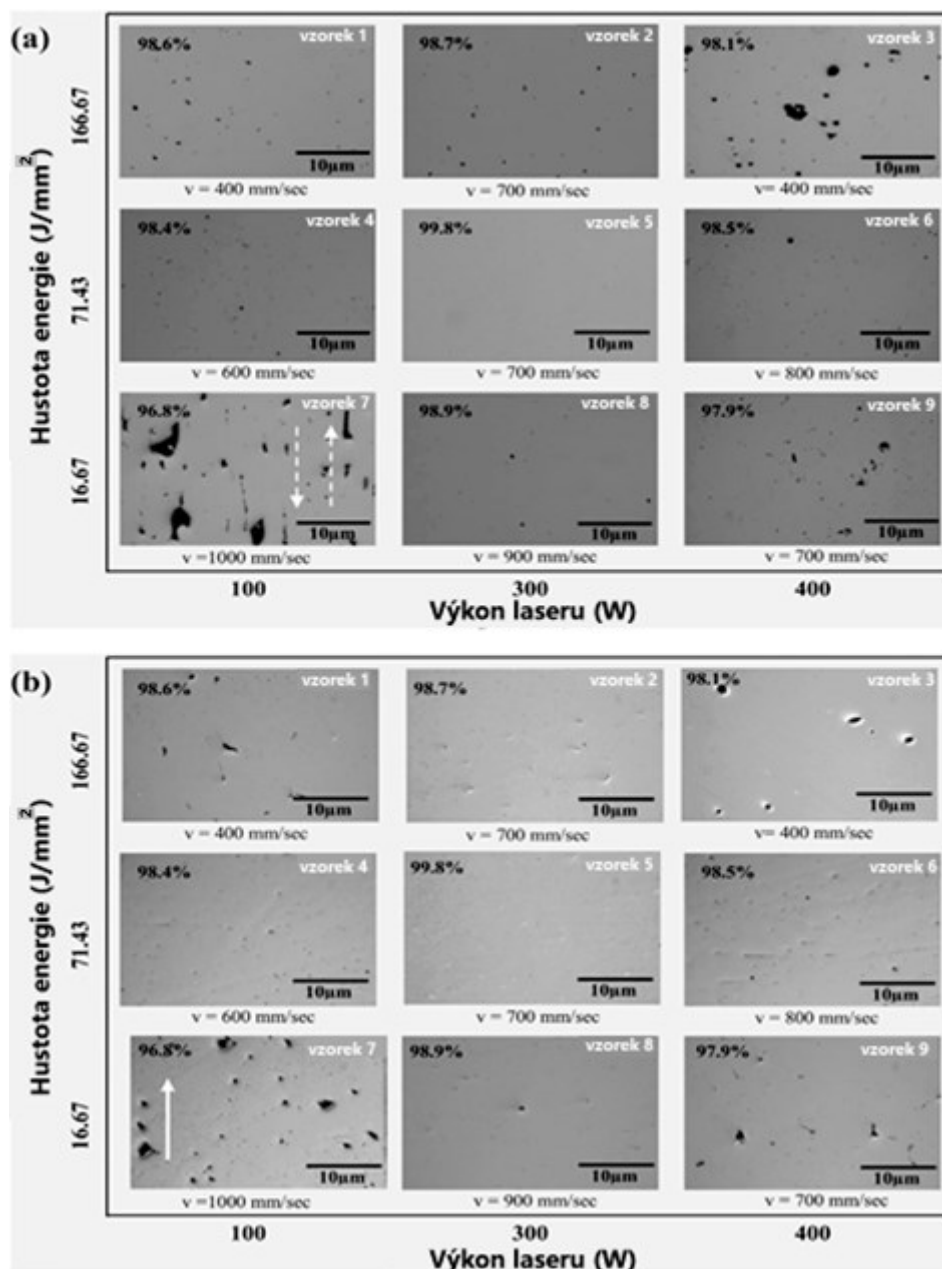 (a)
Hustota energie (J/mm²)
166.67
98.6% vzorek 1
10µm
v = 400 mm/sec
98.7% vzorek 2
10µm
v = 700 mm/sec
98.1% vzorek 3
10µm
v= 400 mm/sec
71.43
98.4% vzorek 4
10µm
v = 600 mm/sec
99.8% vzorek 5
10µm
v = 700 mm/sec
98.5% vzorek 6
10µm
v = 800 mm/sec
16.67
96.8% vzorek 7
10µm
v =1000 mm/sec
98.9% vzorek 8
10µm
v = 900 mm/sec
97.9% vzorek 9
10µm
v = 700 mm/sec
100 300 400
Výkon laseru (W)
(b)
Hustota energie (J/mm²)
166.67
98.6% vzorek 1
10µm
v = 400 mm/sec
98.7% vzorek 2
10µm
v = 700 mm/sec
98.1% vzorek 3
10µm
v= 400 mm/sec
71.43
98.4% vzorek 4
10µm
v = 600 mm/sec
99.8% vzorek 5
10µm
v = 700 mm/sec
98.5% vzorek 6
10µm
v = 800 mm/sec
16.67
96.8% vzorek 7
10µm
v =1000 mm/sec
98.9% vzorek 8
10µm
v = 900 mm/sec
97.9% vzorek 9
10µm
v = 700 mm/sec
100 300 400
Výkon laseru (W)